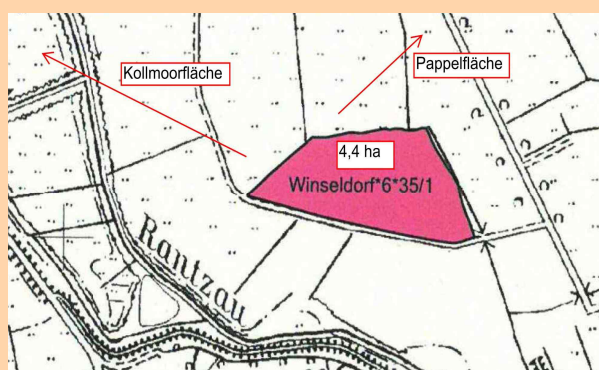 Kollmoorfläche
Pappelfläche
4,4 ha
Winseldorf*6*35/1
Rantzau